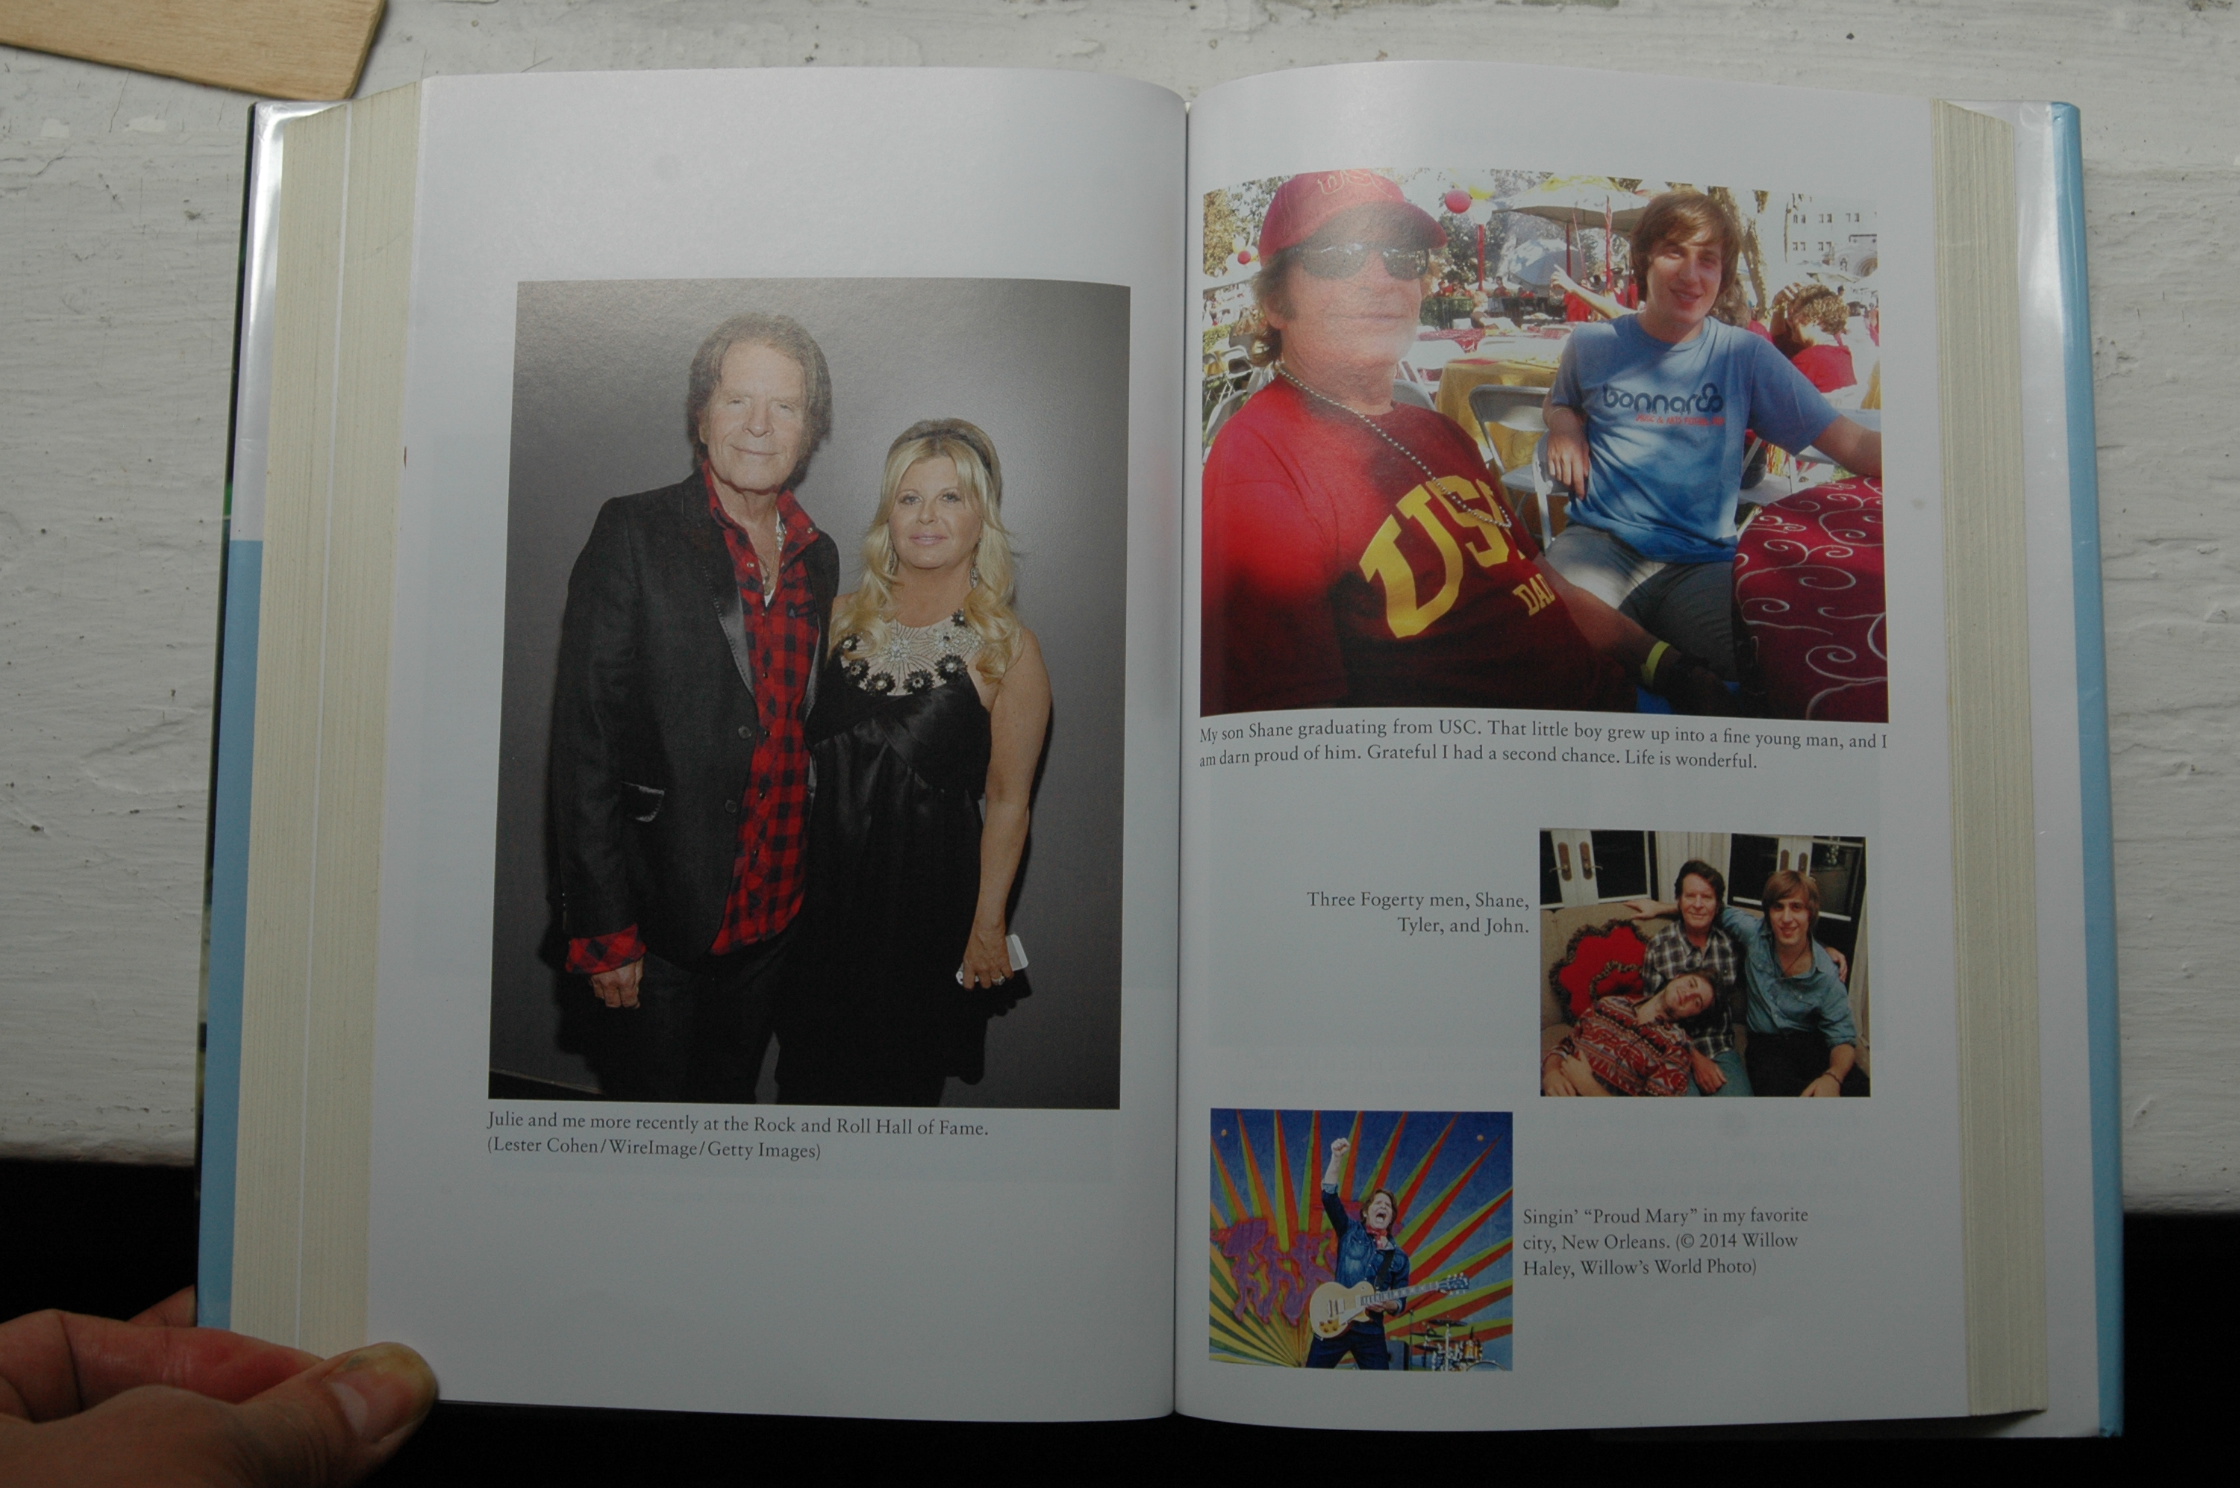 Julie and me more recently at the Rock and Roll Hall of Fame.
(Lester Cohen/WireImage/Getty Images)
USC
bonnaroo
USC
DAD
My son Shane graduating from USC. That little boy grew up into a fine young man, and I
am darn proud of him. Grateful I had a second chance. Life is wonderful.
Three Fogerty men, Shane,
Tyler, and John.
Singin’ “Proud Mary” in my favorite
city, New Orleans. (© 2014 Willow
Haley, Willow’s World Photo)